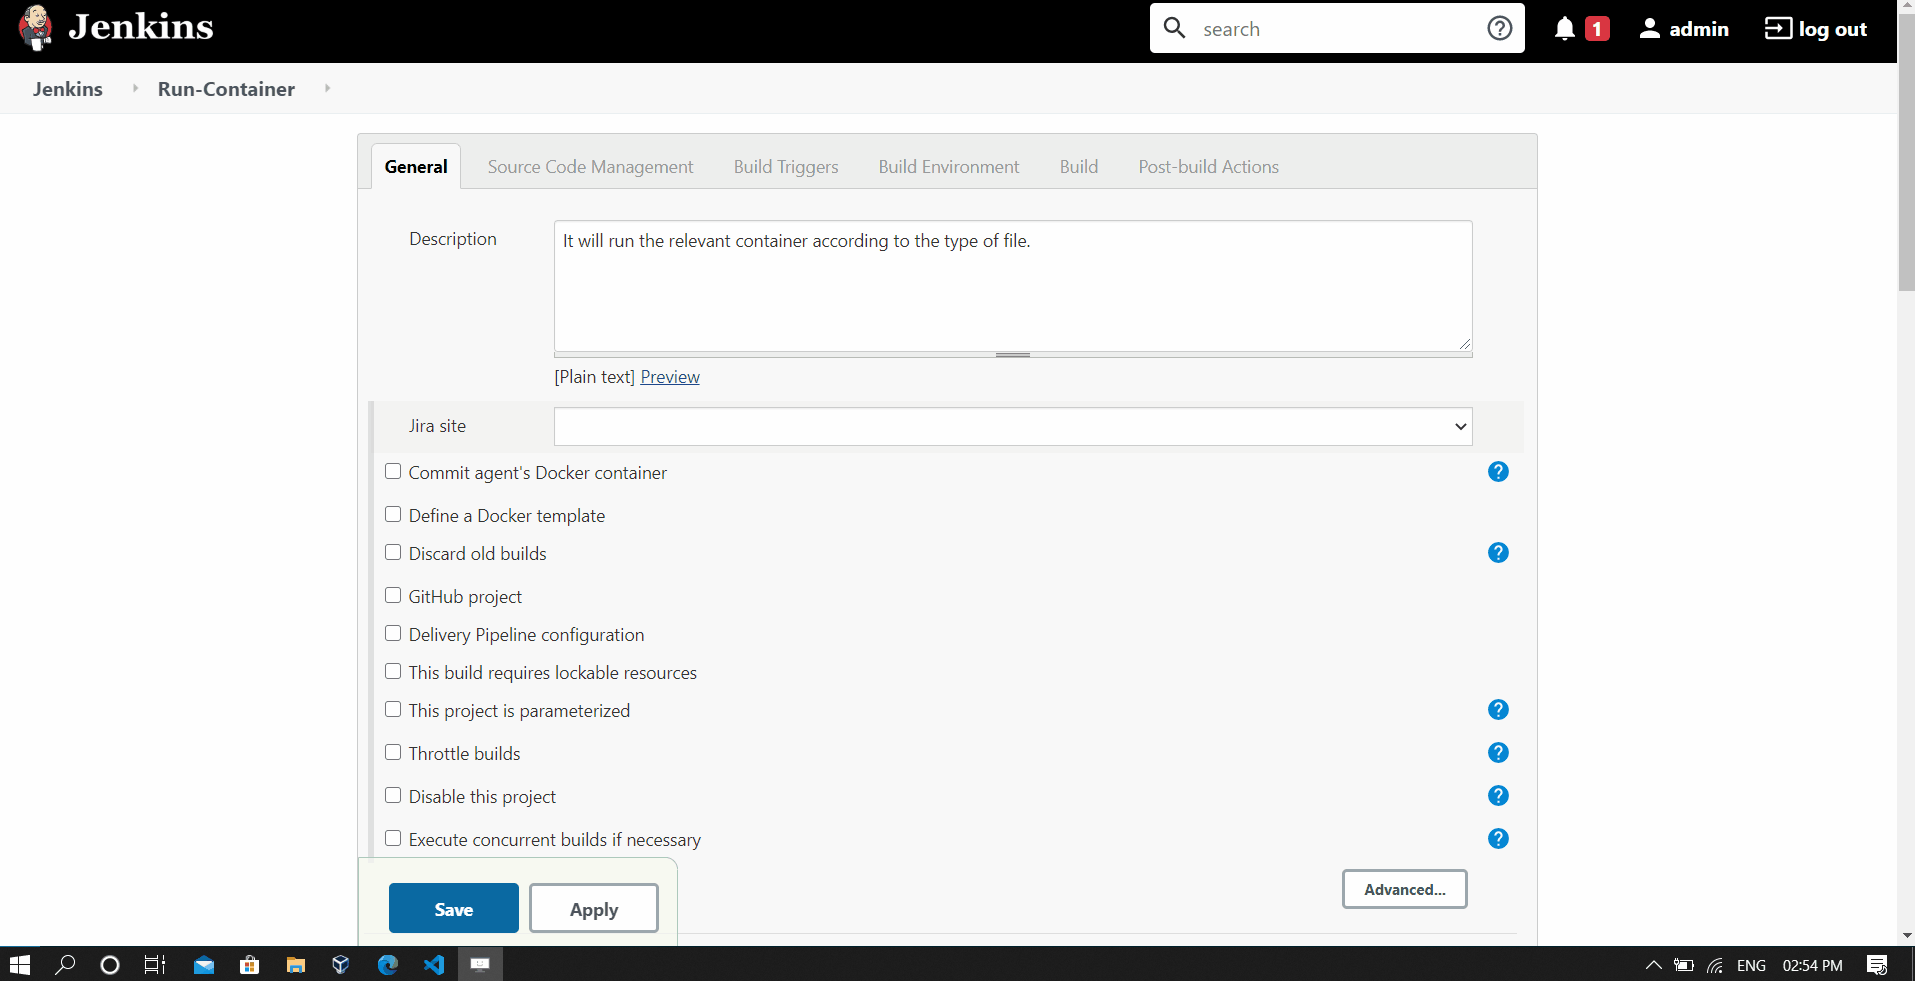 Jenkins
search
1
admin
log out
Jenkins
Run-Container
General
Source Code Management
Build Triggers
Build Environment
Build
Post-build Actions
Description
It will run the relevant container according to the type of file.
[Plain text] Preview
Jira site
Commit agent's Docker container
Define a Docker template
Discard old builds
GitHub project
Delivery Pipeline configuration
This build requires lockable resources
This project is parameterized
Throttle builds
Disable this project
Execute concurrent builds if necessary
Advanced...
Save
Apply
ENG
02:54 PM